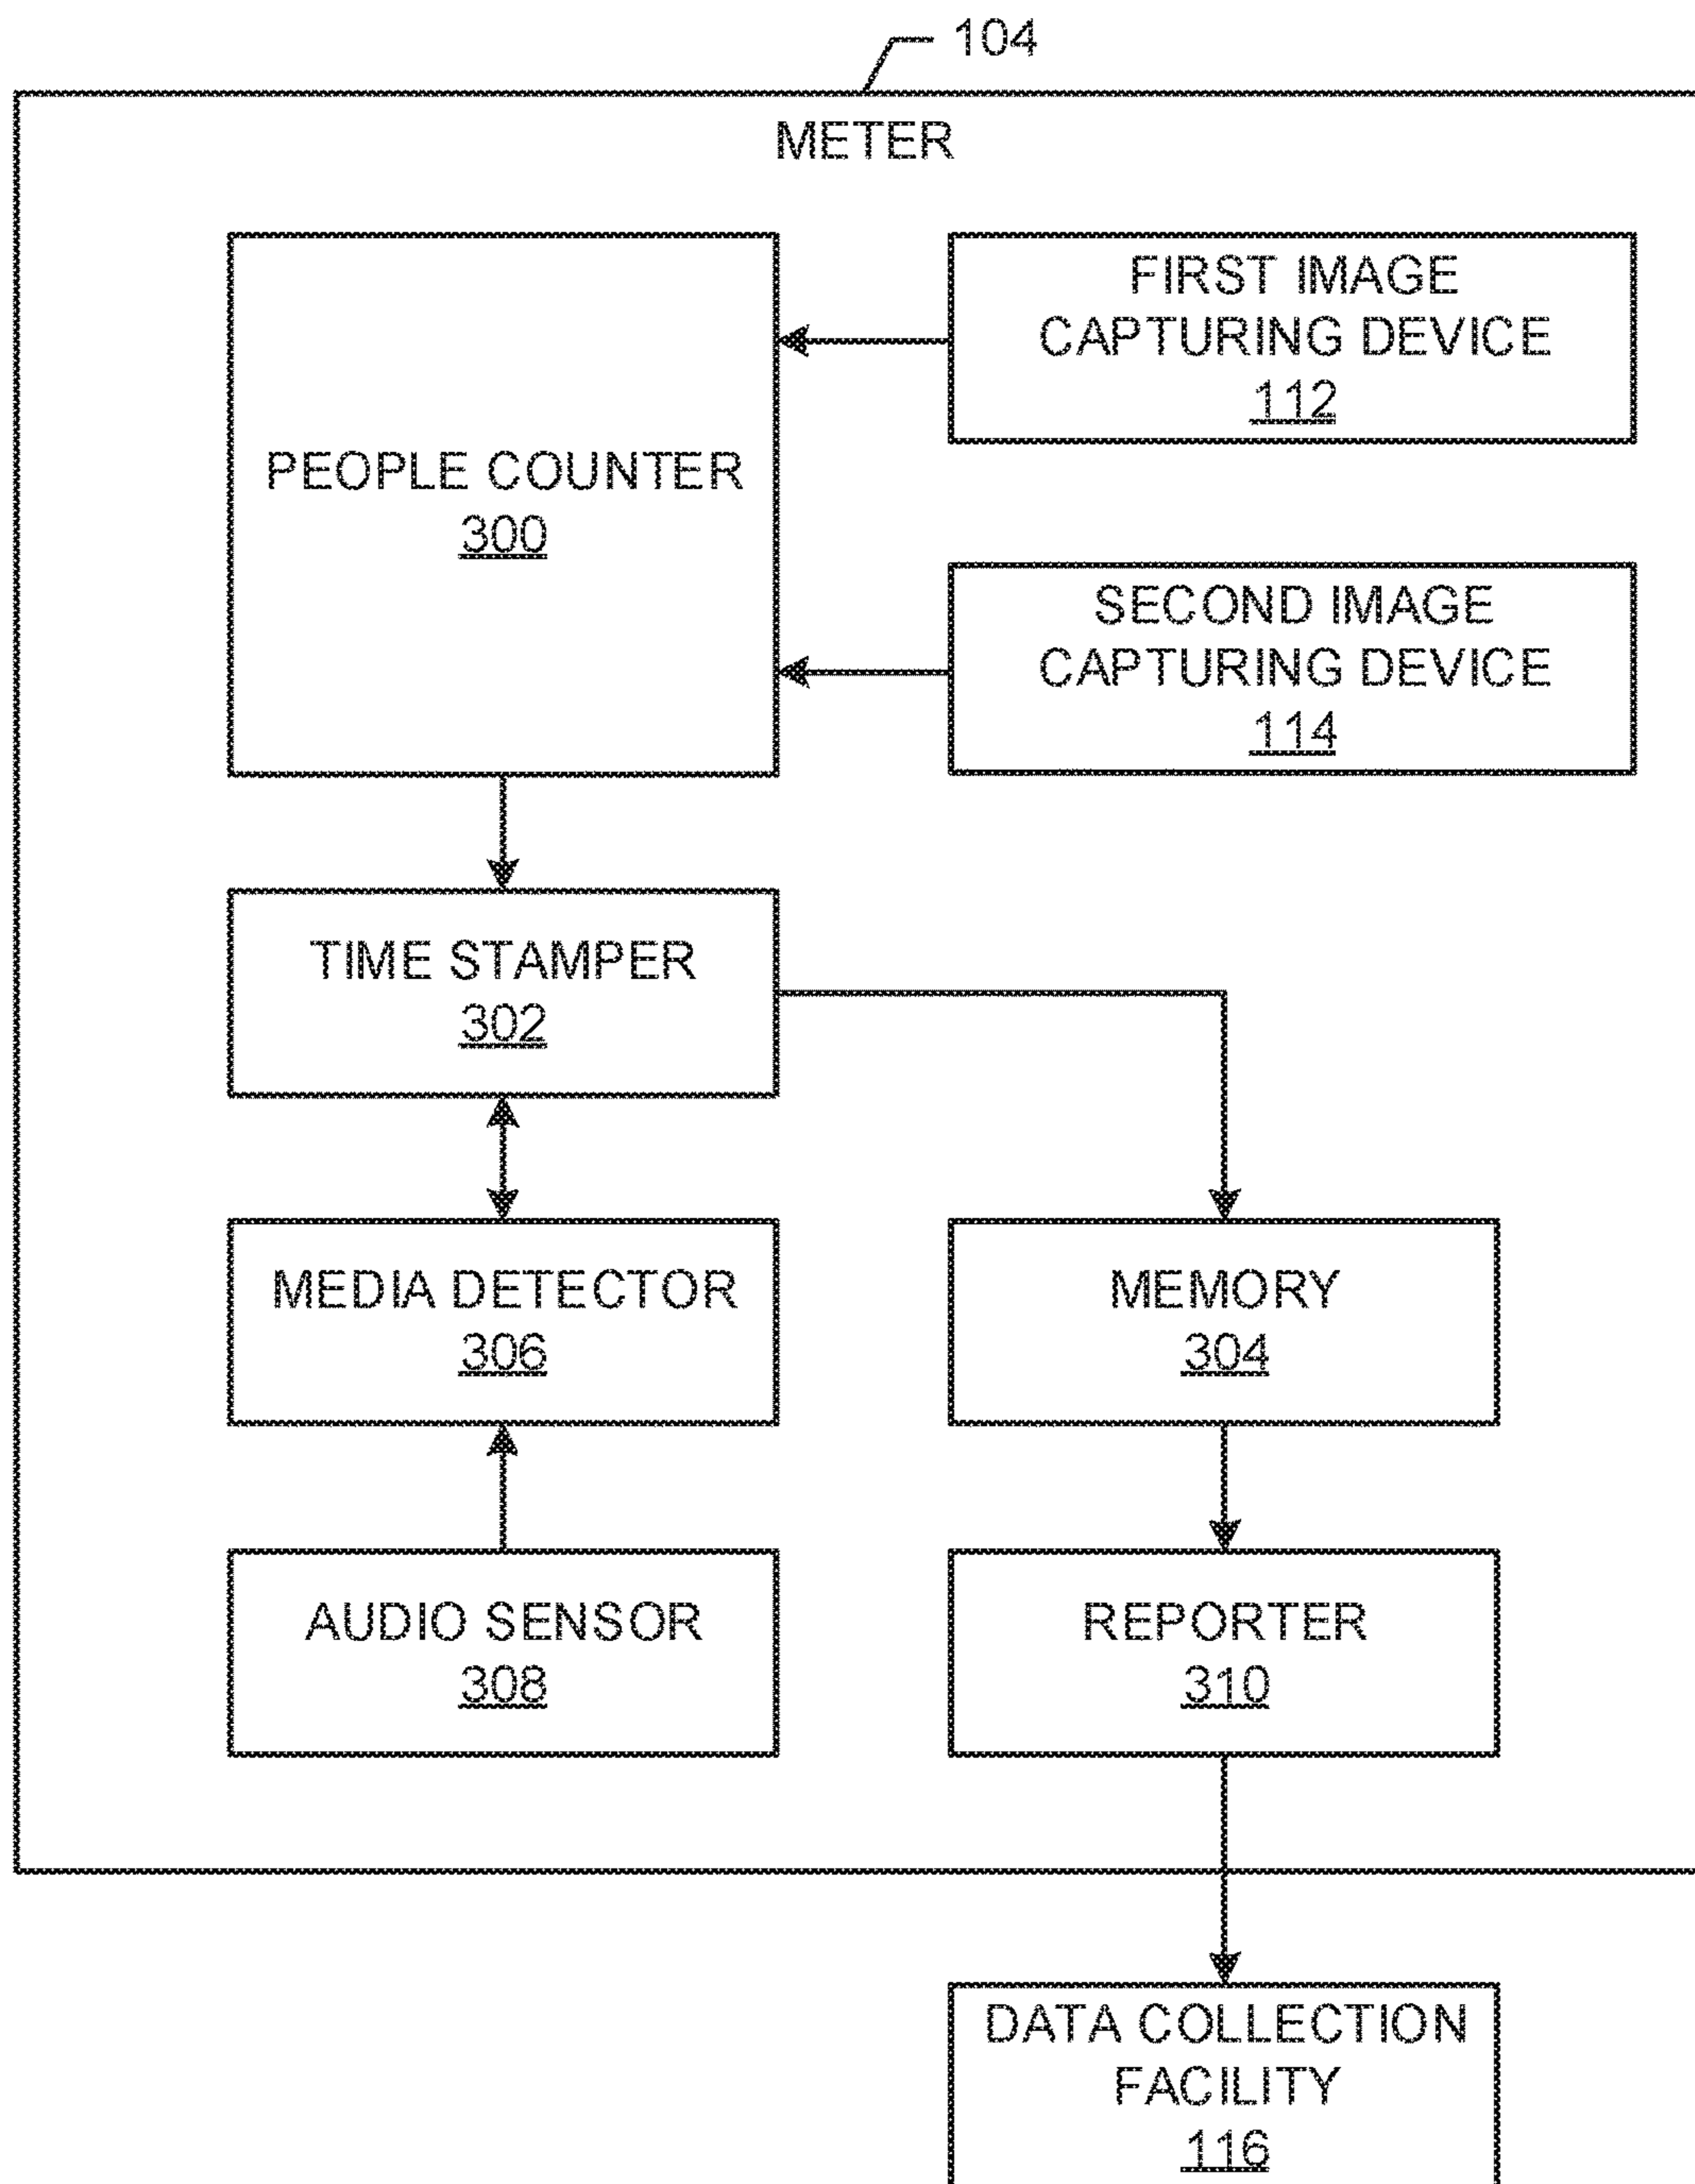 104
METER
FIRST IMAGE
CAPTURING DEVICE
112
PEOPLE COUNTER
300
SECOND IMAGE
CAPTURING DEVICE
114
TIME STAMPER
302
MEDIA DETECTOR
306
MEMORY
304
AUDIO SENSOR
308
REPORTER
310
DATA COLLECTION
FACILITY
116